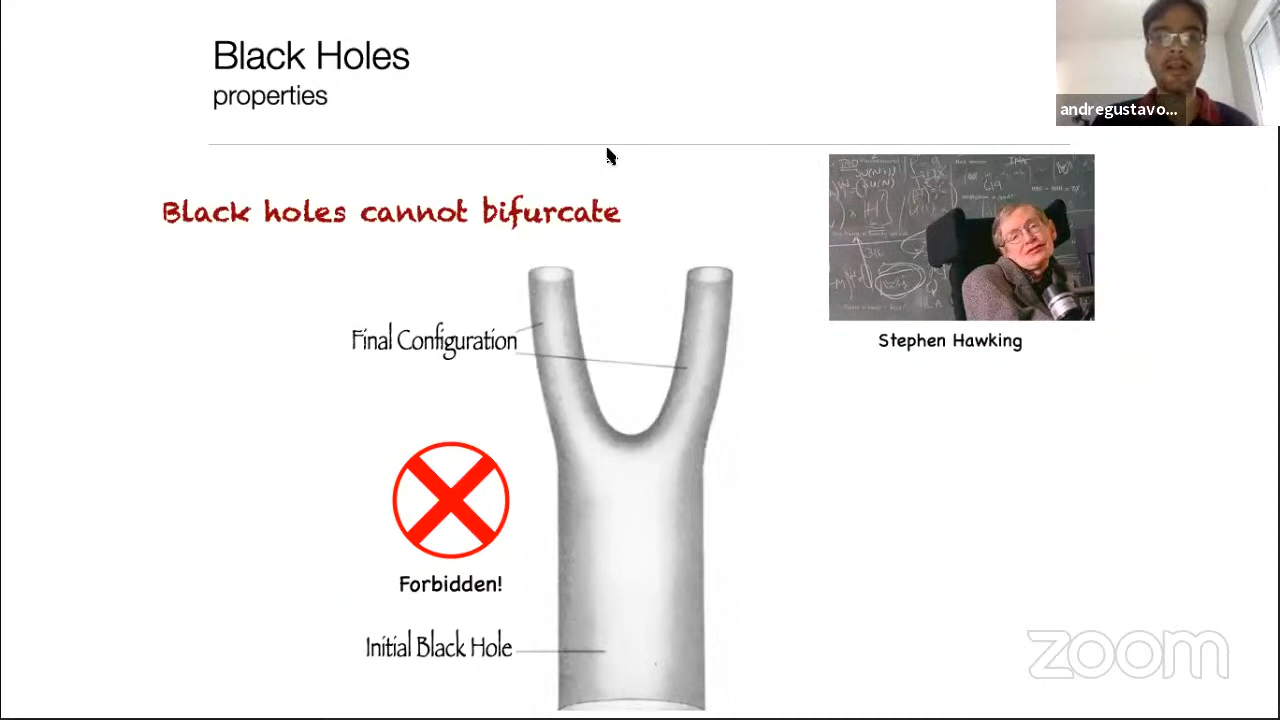 Black Holes
properties
andregustavo...
Black holes cannot bifurcate
Stephen Hawking
Final Configuration
Forbidden!
Initial Black Hole
zoom